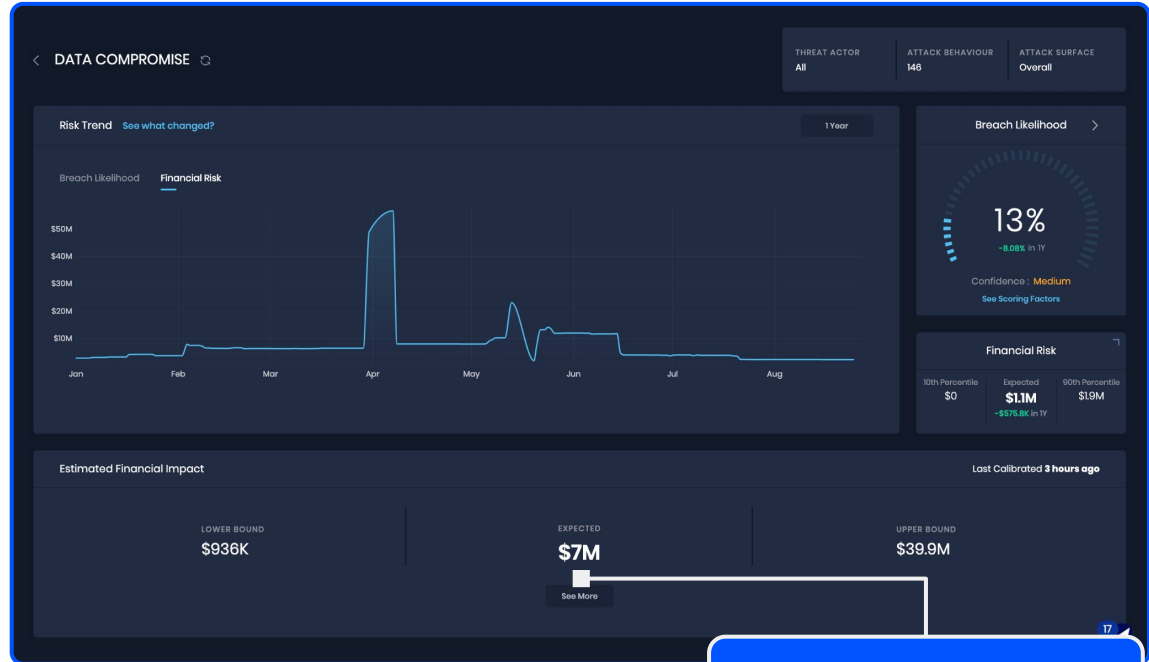 DATA COMPROMISE
THREAT ACTOR
All
ATTACK BEHAVIOUR
146
ATTACK SURFACE
Overall
Risk Trend See what changed?
1 Year
Breach Likelihood Financial Risk
$50M
$40M
$30M
$20M
$10M
Jan Feb Mar Apr May Jun Jul Aug
Breach Likelihood
13%
-8.08% in 1Y
Confidence : Medium
See Scoring Factors
Financial Risk
10th Percentile
$0
Expected
$1.1M
-$575.8K in 1Y
90th Percentile
$1.9M
Estimated Financial Impact
Last Calibrated 3 hours ago
LOWER BOUND
$936K
EXPECTED
$7M
See More
UPPER BOUND
$39.9M
17